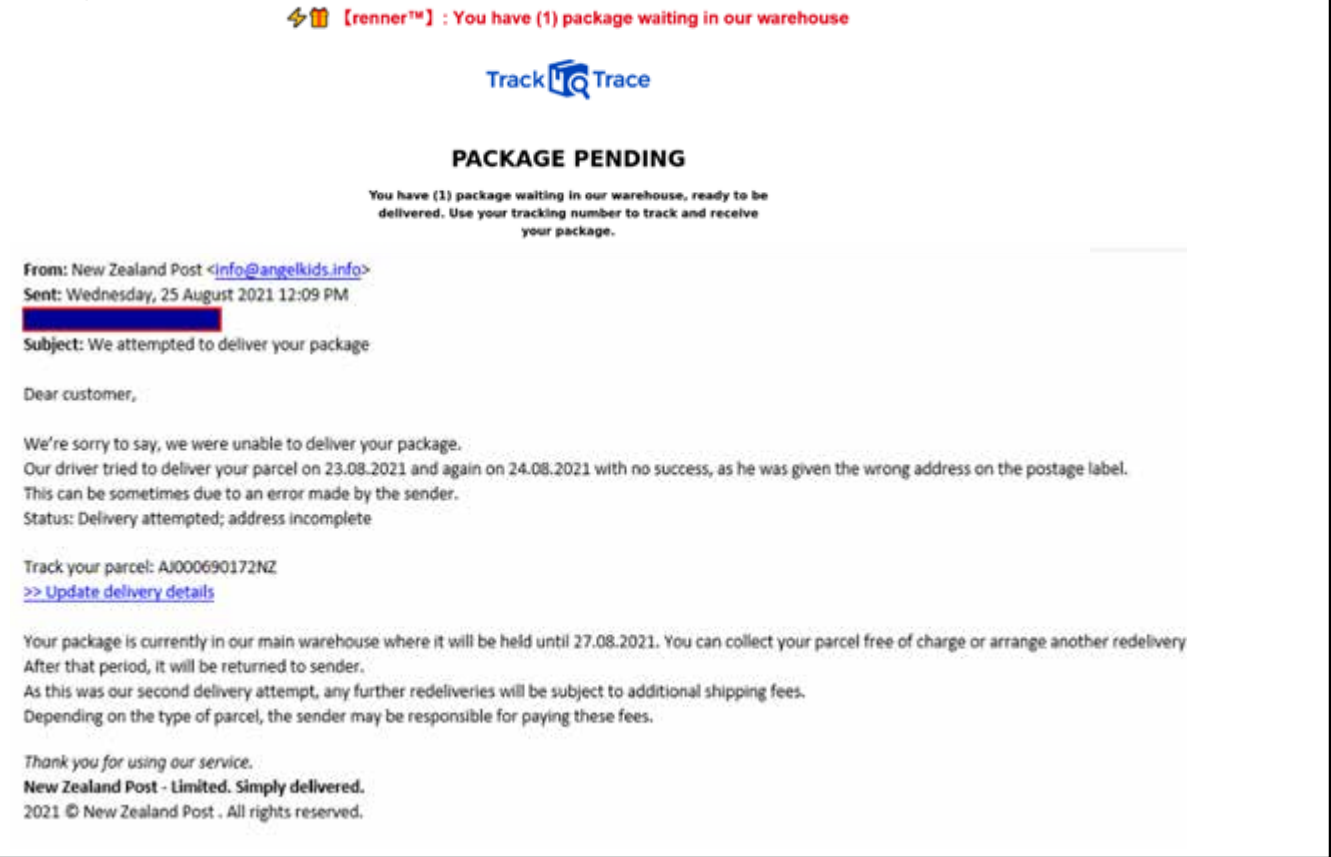 ⚡🎁 【renner™】: You have (1) package waiting in our warehouse
Track Trace
PACKAGE PENDING
You have (1) package waiting in our warehouse, ready to be
delivered. Use your tracking number to track and receive
your package.
From: New Zealand Post <info@angelkids.info>
Sent: Wednesday, 25 August 2021 12:09 PM
Subject: We attempted to deliver your package
Dear customer,
We're sorry to say, we were unable to deliver your package.
Our driver tried to deliver your parcel on 23.08.2021 and again on 24.08.2021 with no success, as he was given the wrong address on the postage label.
This can be sometimes due to an error made by the sender.
Status: Delivery attempted; address incomplete
Track your parcel: AJ000690172NZ
>> Update delivery details
Your package is currently in our main warehouse where it will be held until 27.08.2021. You can collect your parcel free of charge or arrange another redelivery
After that period, it will be returned to sender.
As this was our second delivery attempt, any further redeliveries will be subject to additional shipping fees.
Depending on the type of parcel, the sender may be responsible for paying these fees.
Thank you for using our service.
New Zealand Post - Limited. Simply delivered.
2021 © New Zealand Post . All rights reserved.